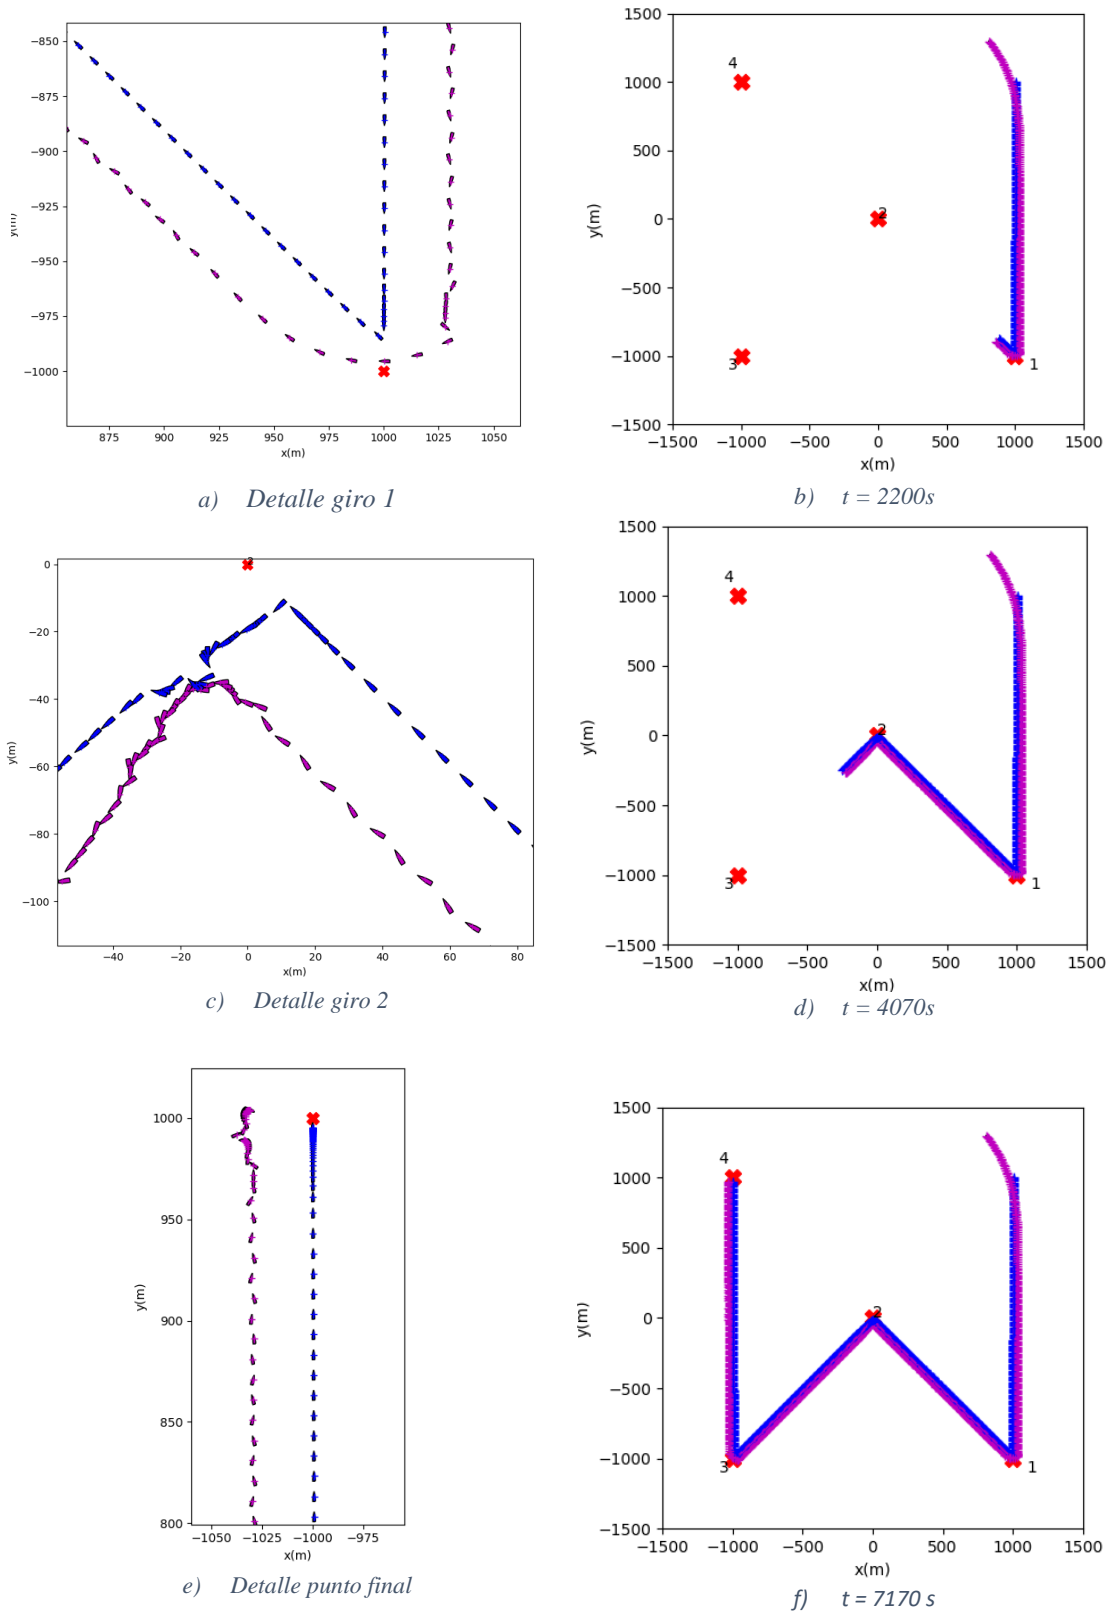 −850
−875
−900
−925
−950
−975
−1000
875 900 925 950 975 1000 1025 1050
x(m)
a) Detalle giro 1
1500
1000
500
0
−500
−1000
−1500
y(m)
4
2
3
1
−1500 −1000 −500 0 500 1000 1500
x(m)
b) t = 2200s
0
−20
−40
−60
−80
−100
y(m)
−40 −20 0 20 40 60 80
x(m)
c) Detalle giro 2
1500
1000
500
0
−500
−1000
−1500
y(m)
4
2
3
1
−1500 −1000 −500 0 500 1000 1500
x(m)
d) t = 4070s
1000
950
900
850
800
y(m)
−1050 −1025 −1000 −975
x(m)
e) Detalle punto final
1500
1000
500
0
−500
−1000
−1500
y(m)
4
2
3
1
−1500 −1000 −500 0 500 1000 1500
x(m)
f) t = 7170 s